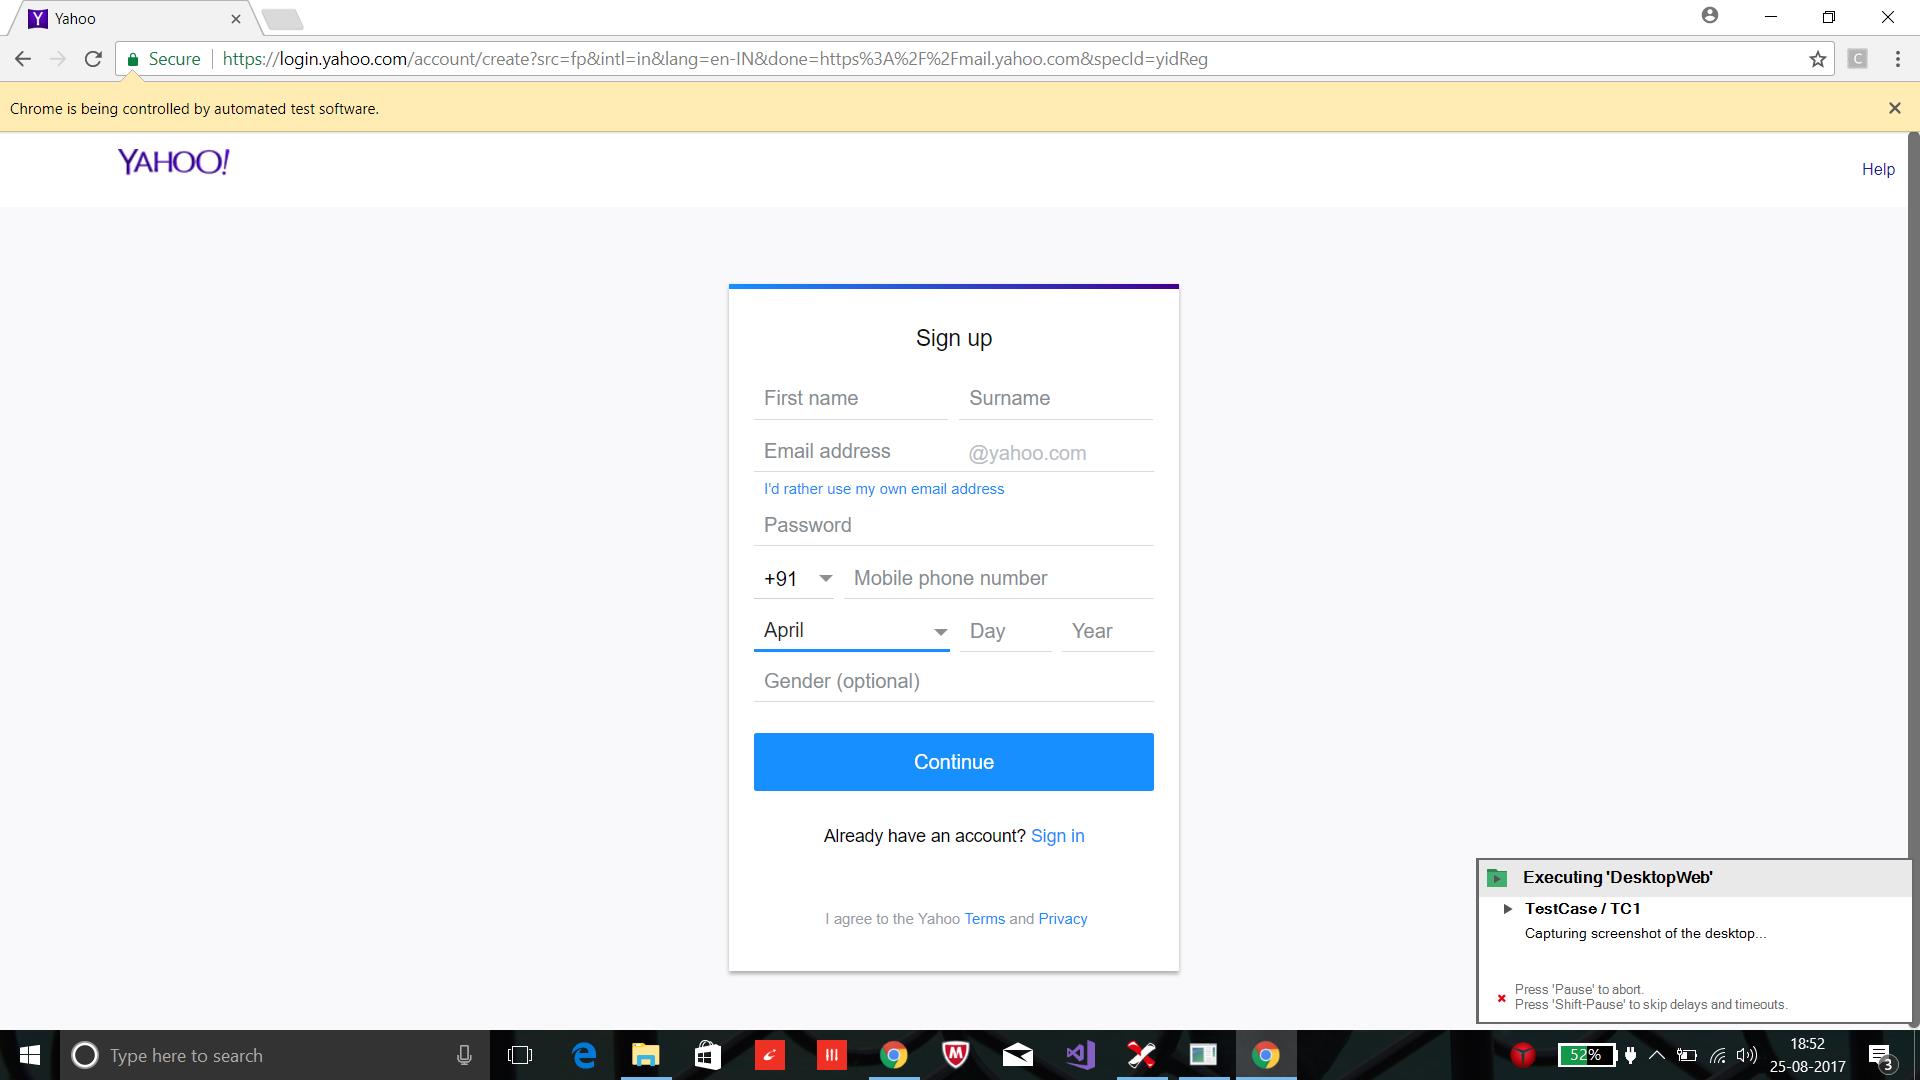 Yahoo
Secure
https://login.yahoo.com/account/create?src=fp&intl=in&lang=en-IN&done=https%3A%2F%2Fmail.yahoo.com&specId=yidReg
C
Chrome is being controlled by automated test software.
YAHOO!
Help
Sign up
First name Surname
Email address @yahoo.com
I'd rather use my own email address
Password
+91 Mobile phone number
April Day Year
Gender (optional)
Continue
Already have an account? Sign in
I agree to the Yahoo Terms and Privacy
Executing 'DesktopWeb'
TestCase / TC1
Capturing screenshot of the desktop...
Press 'Pause' to abort.
Press 'Shift-Pause' to skip delays and timeouts.
Type here to search
52%
18:52
25-08-2017
3